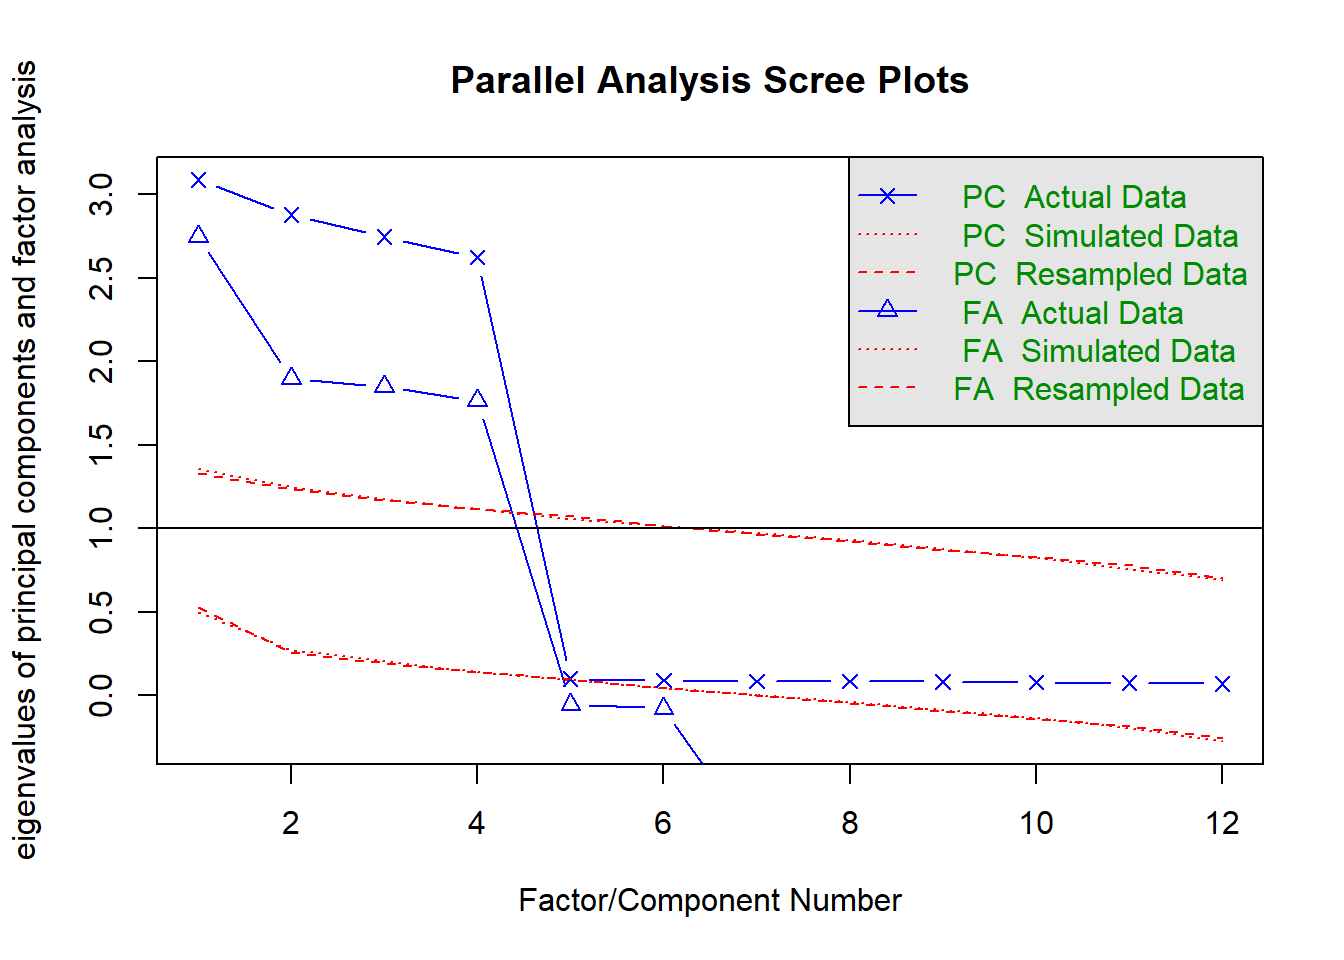 Parallel Analysis Scree Plots
eigenvalues of principal components and factor analysis
3.0
2.5
2.0
1.5
1.0
0.5
0.0
PC Actual Data
PC Simulated Data
PC Resampled Data
FA Actual Data
FA Simulated Data
FA Resampled Data
2 4 6 8 10 12
Factor/Component Number